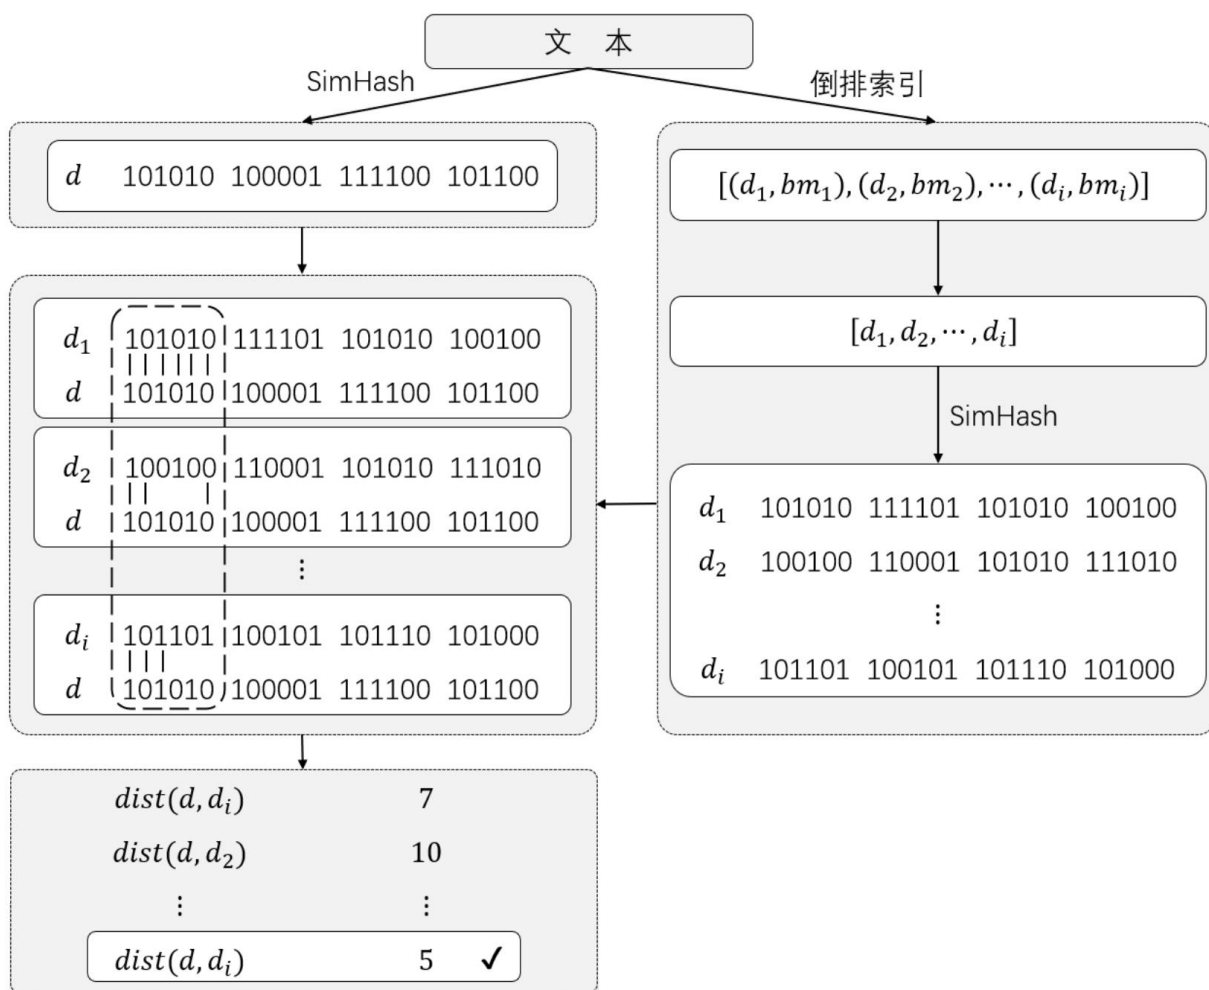 文 本
SimHash
倒排索引
d 101010 100001 111100 101100
[(d₁, bm₁), (d₂, bm₂), ⋯, (dᵢ, bmᵢ)]
[d₁, d₂, ⋯, dᵢ]
SimHash
d₁ 101010 111101 101010 100100
d₂ 100100 110001 101010 111010
⋮
dᵢ 101101 100101 101110 101000
d₁ 101010 111101 101010 100100
d 101010 100001 111100 101100
d₂ 100100 110001 101010 111010
d 101010 100001 111100 101100
⋮
dᵢ 101101 100101 101110 101000
d 101010 100001 111100 101100
dist(d, dᵢ) 7
dist(d, d₂) 10
⋮ ⋮
dist(d, dᵢ) 5 ✓